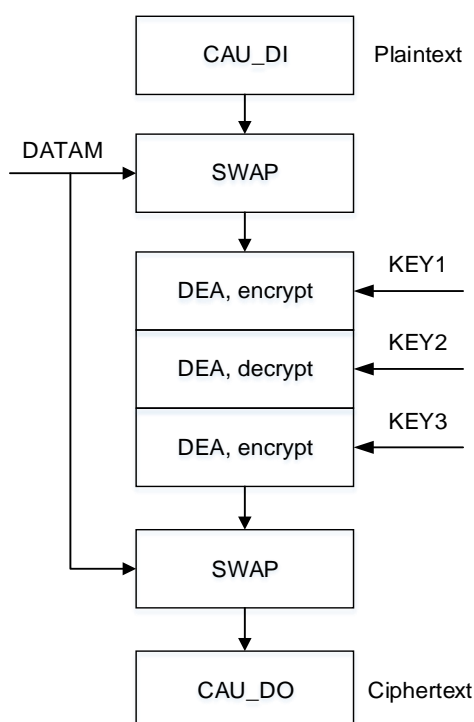 CAU_DI Plaintext
DATAM
SWAP
KEY1
DEA, encrypt
KEY2
DEA, decrypt
KEY3
DEA, encrypt
SWAP
CAU_DO Ciphertext